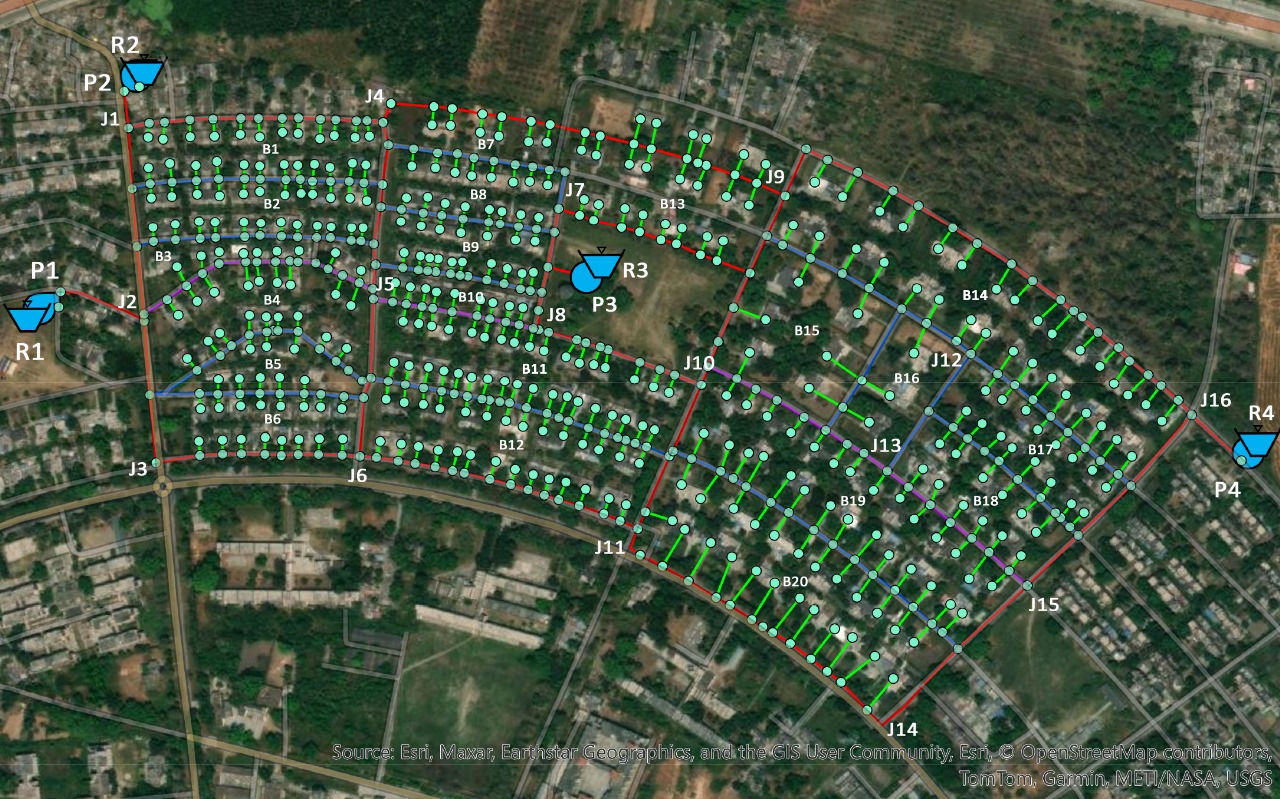 R2
P2
J4
J1
B7
B1
J9
J7
B8
B13
B2
B9
B3
P1
R3
J5
B14
J2
B4
B10
P3
J8
R1
B15
J12
B5
B11
J10
B16
J16
R4
B6
B12
J13
B17
J3
J6
P4
B19
B18
J11
B20
J15
J14
Source: Esri, Maxar, Earthstar Geographics, and the GIS User Community, Esri, © OpenStreetMap contributors,
TomTom, Garmin, METI/NASA, USGS